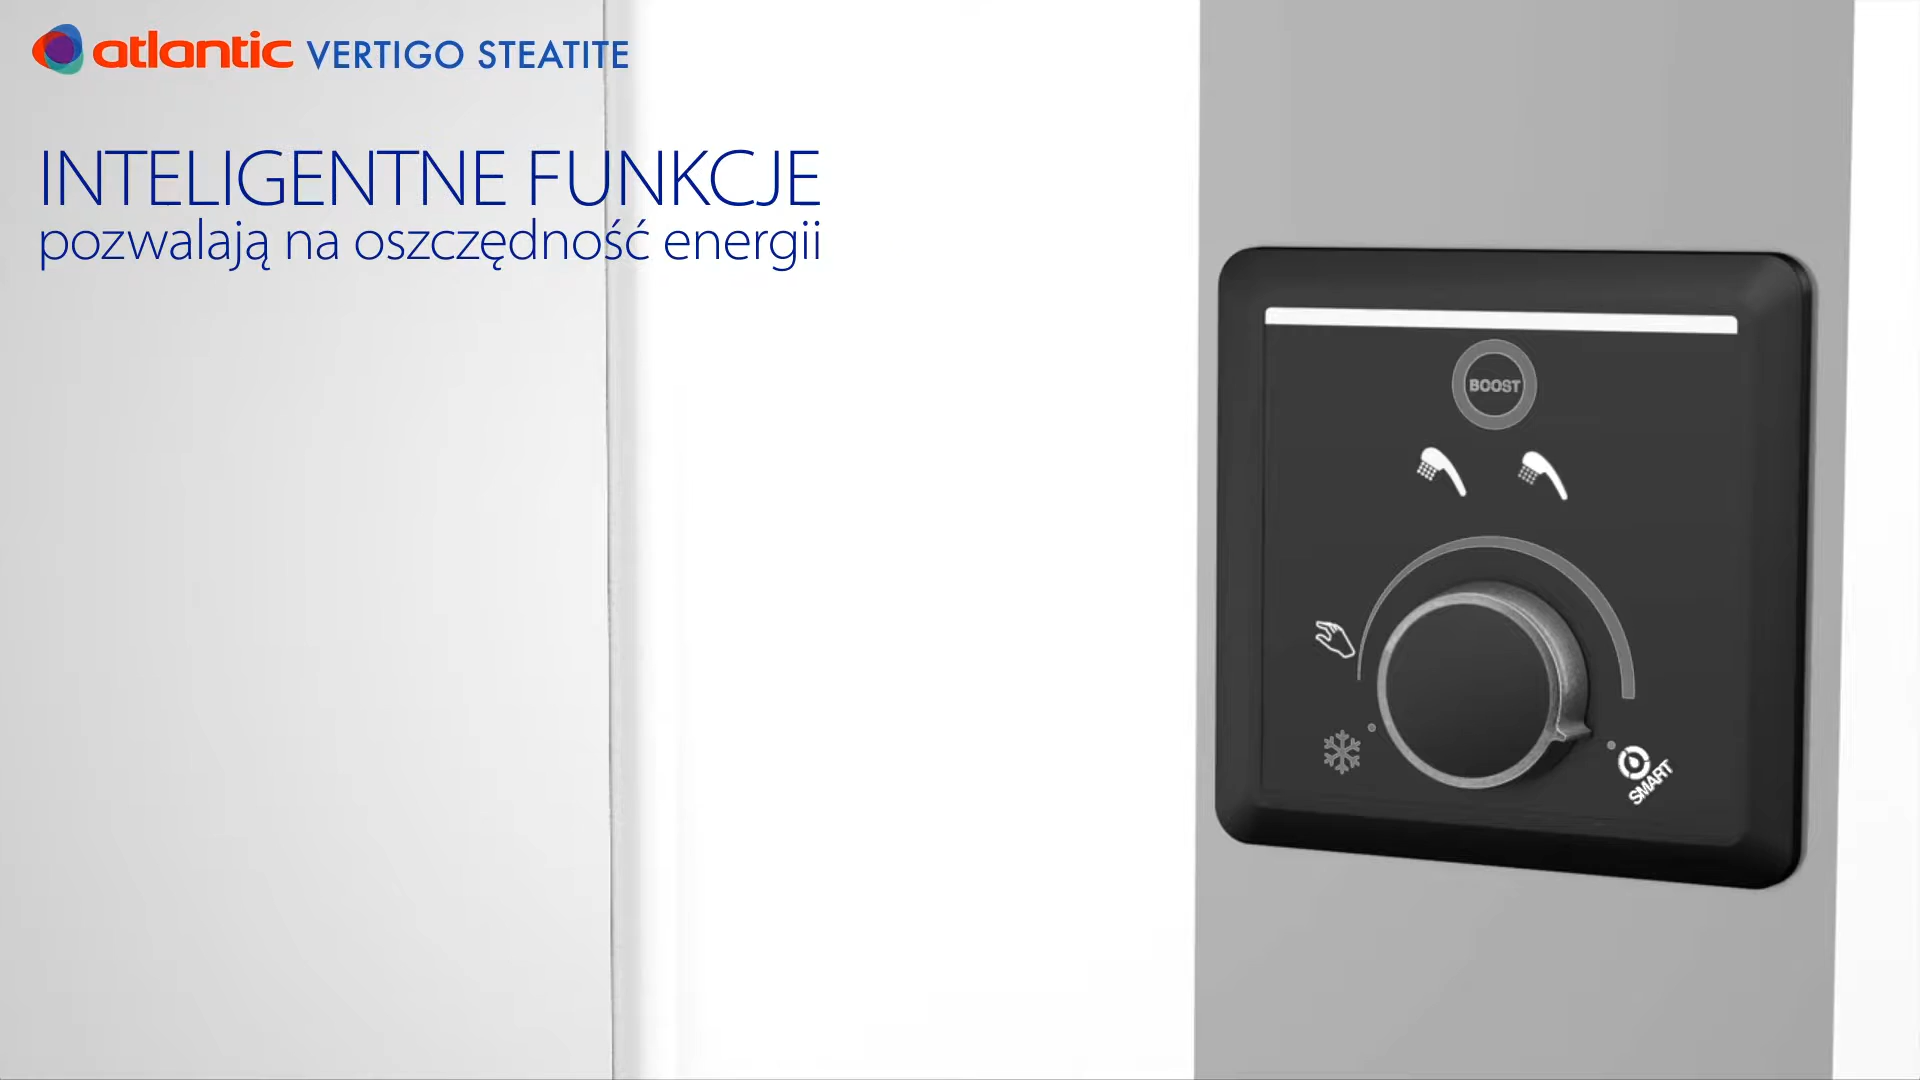 atlantic VERTIGO STEATITE
INTELIGENTNE FUNKCJE
pozwalają na oszczędność energii
BOOST
SMART